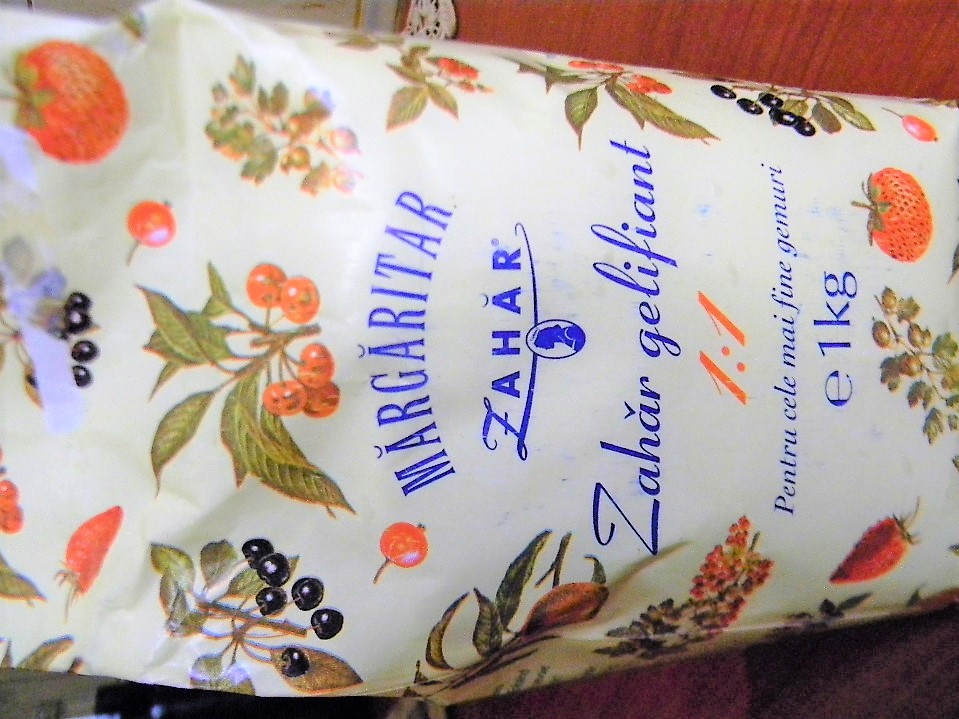 MĂRGĂRITAR
ZAHĂR®
Zahăr gelifiant
1:1
Pentru cele mai fine gemuri
℮ 1kg